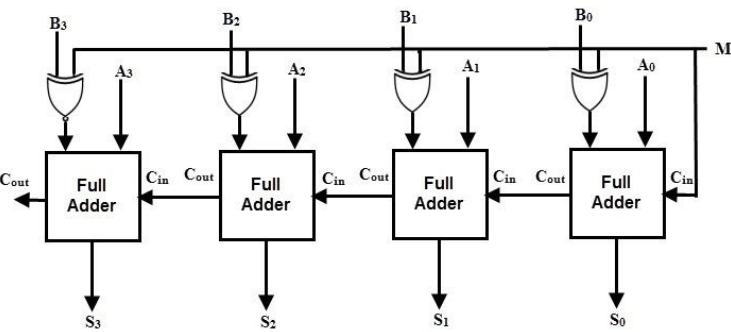 B3 B2 B1 B0
M
A3 A2 A1 A0
Cout Cin Cout Cin Cout Cin Cout Cin
Full Full Full Full
Adder Adder Adder Adder
S3 S2 S1 S0